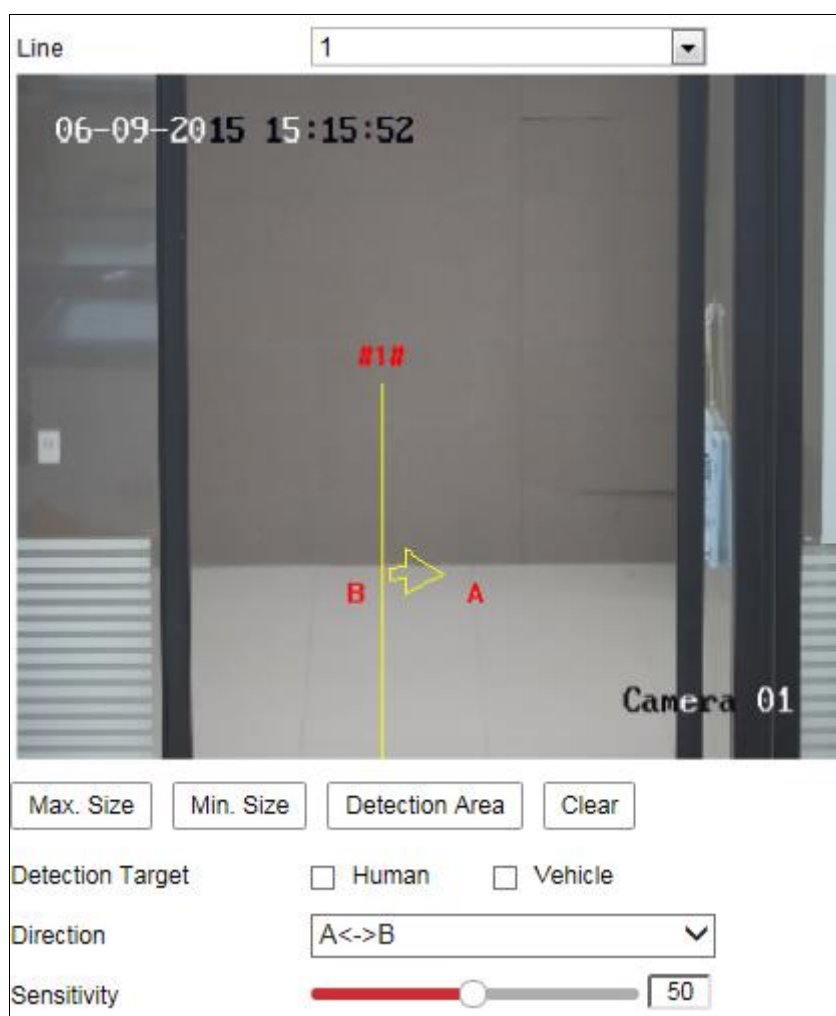 Line 1
06-09-2015 15:15:52
#1#
B A
Camera 01
Max. Size Min. Size Detection Area Clear
Detection Target Human Vehicle
Direction A<->B
Sensitivity 50